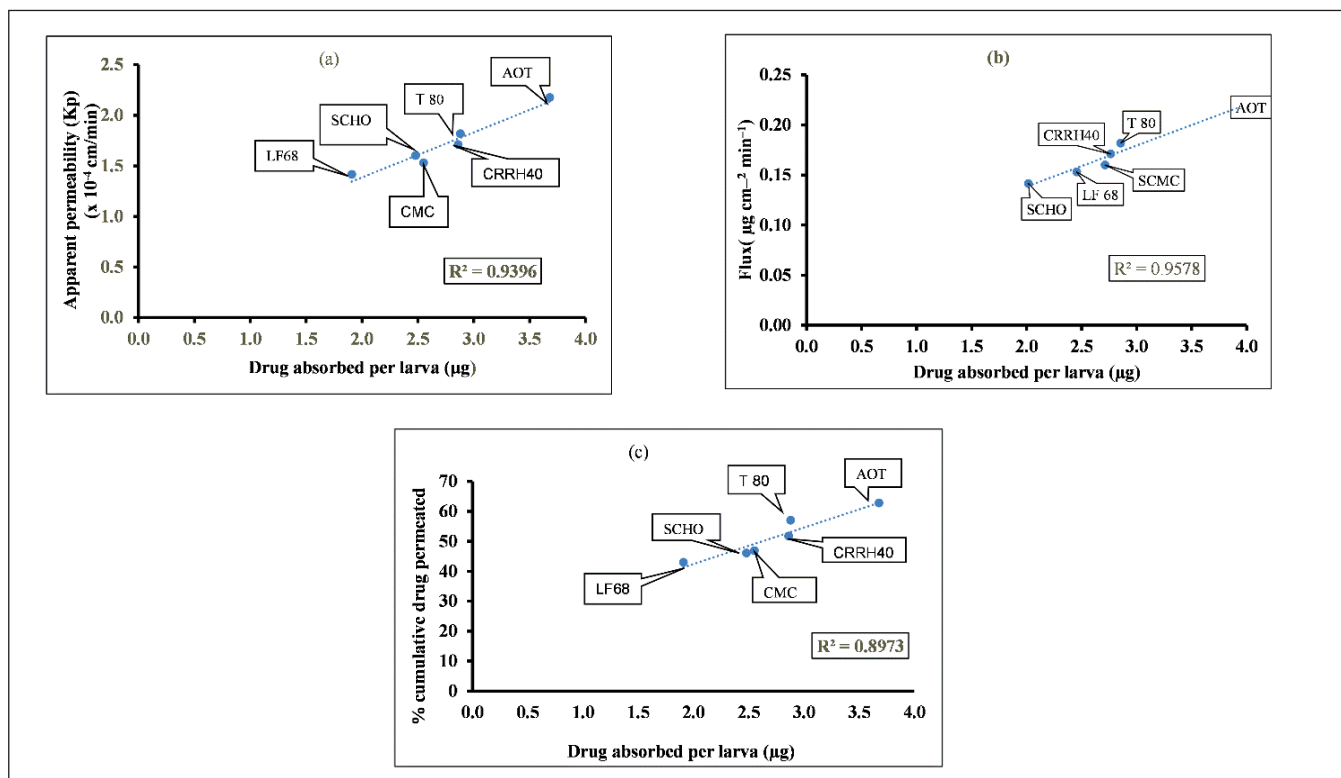 (a)
2.5
2.0
1.5
1.0
0.5
0.0
Apparent permeability (Kp)
(x 10⁻⁴ cm/min)
AOT
T 80
SCHO
LF68
CRRH40
CMC
R² = 0.9396
0.0 0.5 1.0 1.5 2.0 2.5 3.0 3.5 4.0
Drug absorbed per larva (µg)
(b)
0.25
0.20
0.15
0.10
0.05
0.00
Flux( µg cm–² min⁻¹)
AOT
T 80
CRRH40
SCMC
LF 68
SCHO
R² = 0.9578
0.0 0.5 1.0 1.5 2.0 2.5 3.0 3.5 4.0
Drug absorbed per larva (µg)
(c)
70
60
50
40
30
20
10
0
% cumulative drug permeated
AOT
T 80
SCHO
CRRH40
LF68
CMC
R² = 0.8973
0.0 0.5 1.0 1.5 2.0 2.5 3.0 3.5 4.0
Drug absorbed per larva (µg)